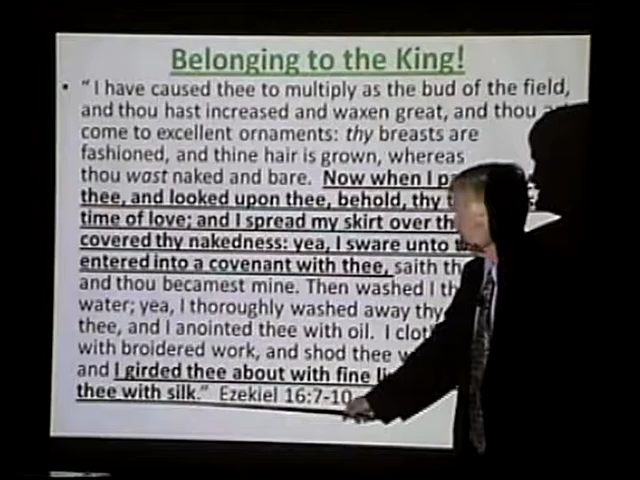 Belonging to the King!
• “ I have caused thee to multiply as the bud of the field,
and thou hast increased and waxen great, and thou
come to excellent ornaments: thy breasts are
fashioned, and thine hair is grown, whereas
thou wast naked and bare. Now when I
thee, and looked upon thee, behold, thy
time of love; and I spread my skirt over
covered thy nakedness: yea, I sware unto
entered into a covenant with thee, saith
and thou becamest mine. Then washed I
water; yea, I thoroughly washed away thy
thee, and I anointed thee with oil. I
with broidered work, and shod thee
and I girded thee about with fine
thee with silk.” Ezekiel 16:7-10